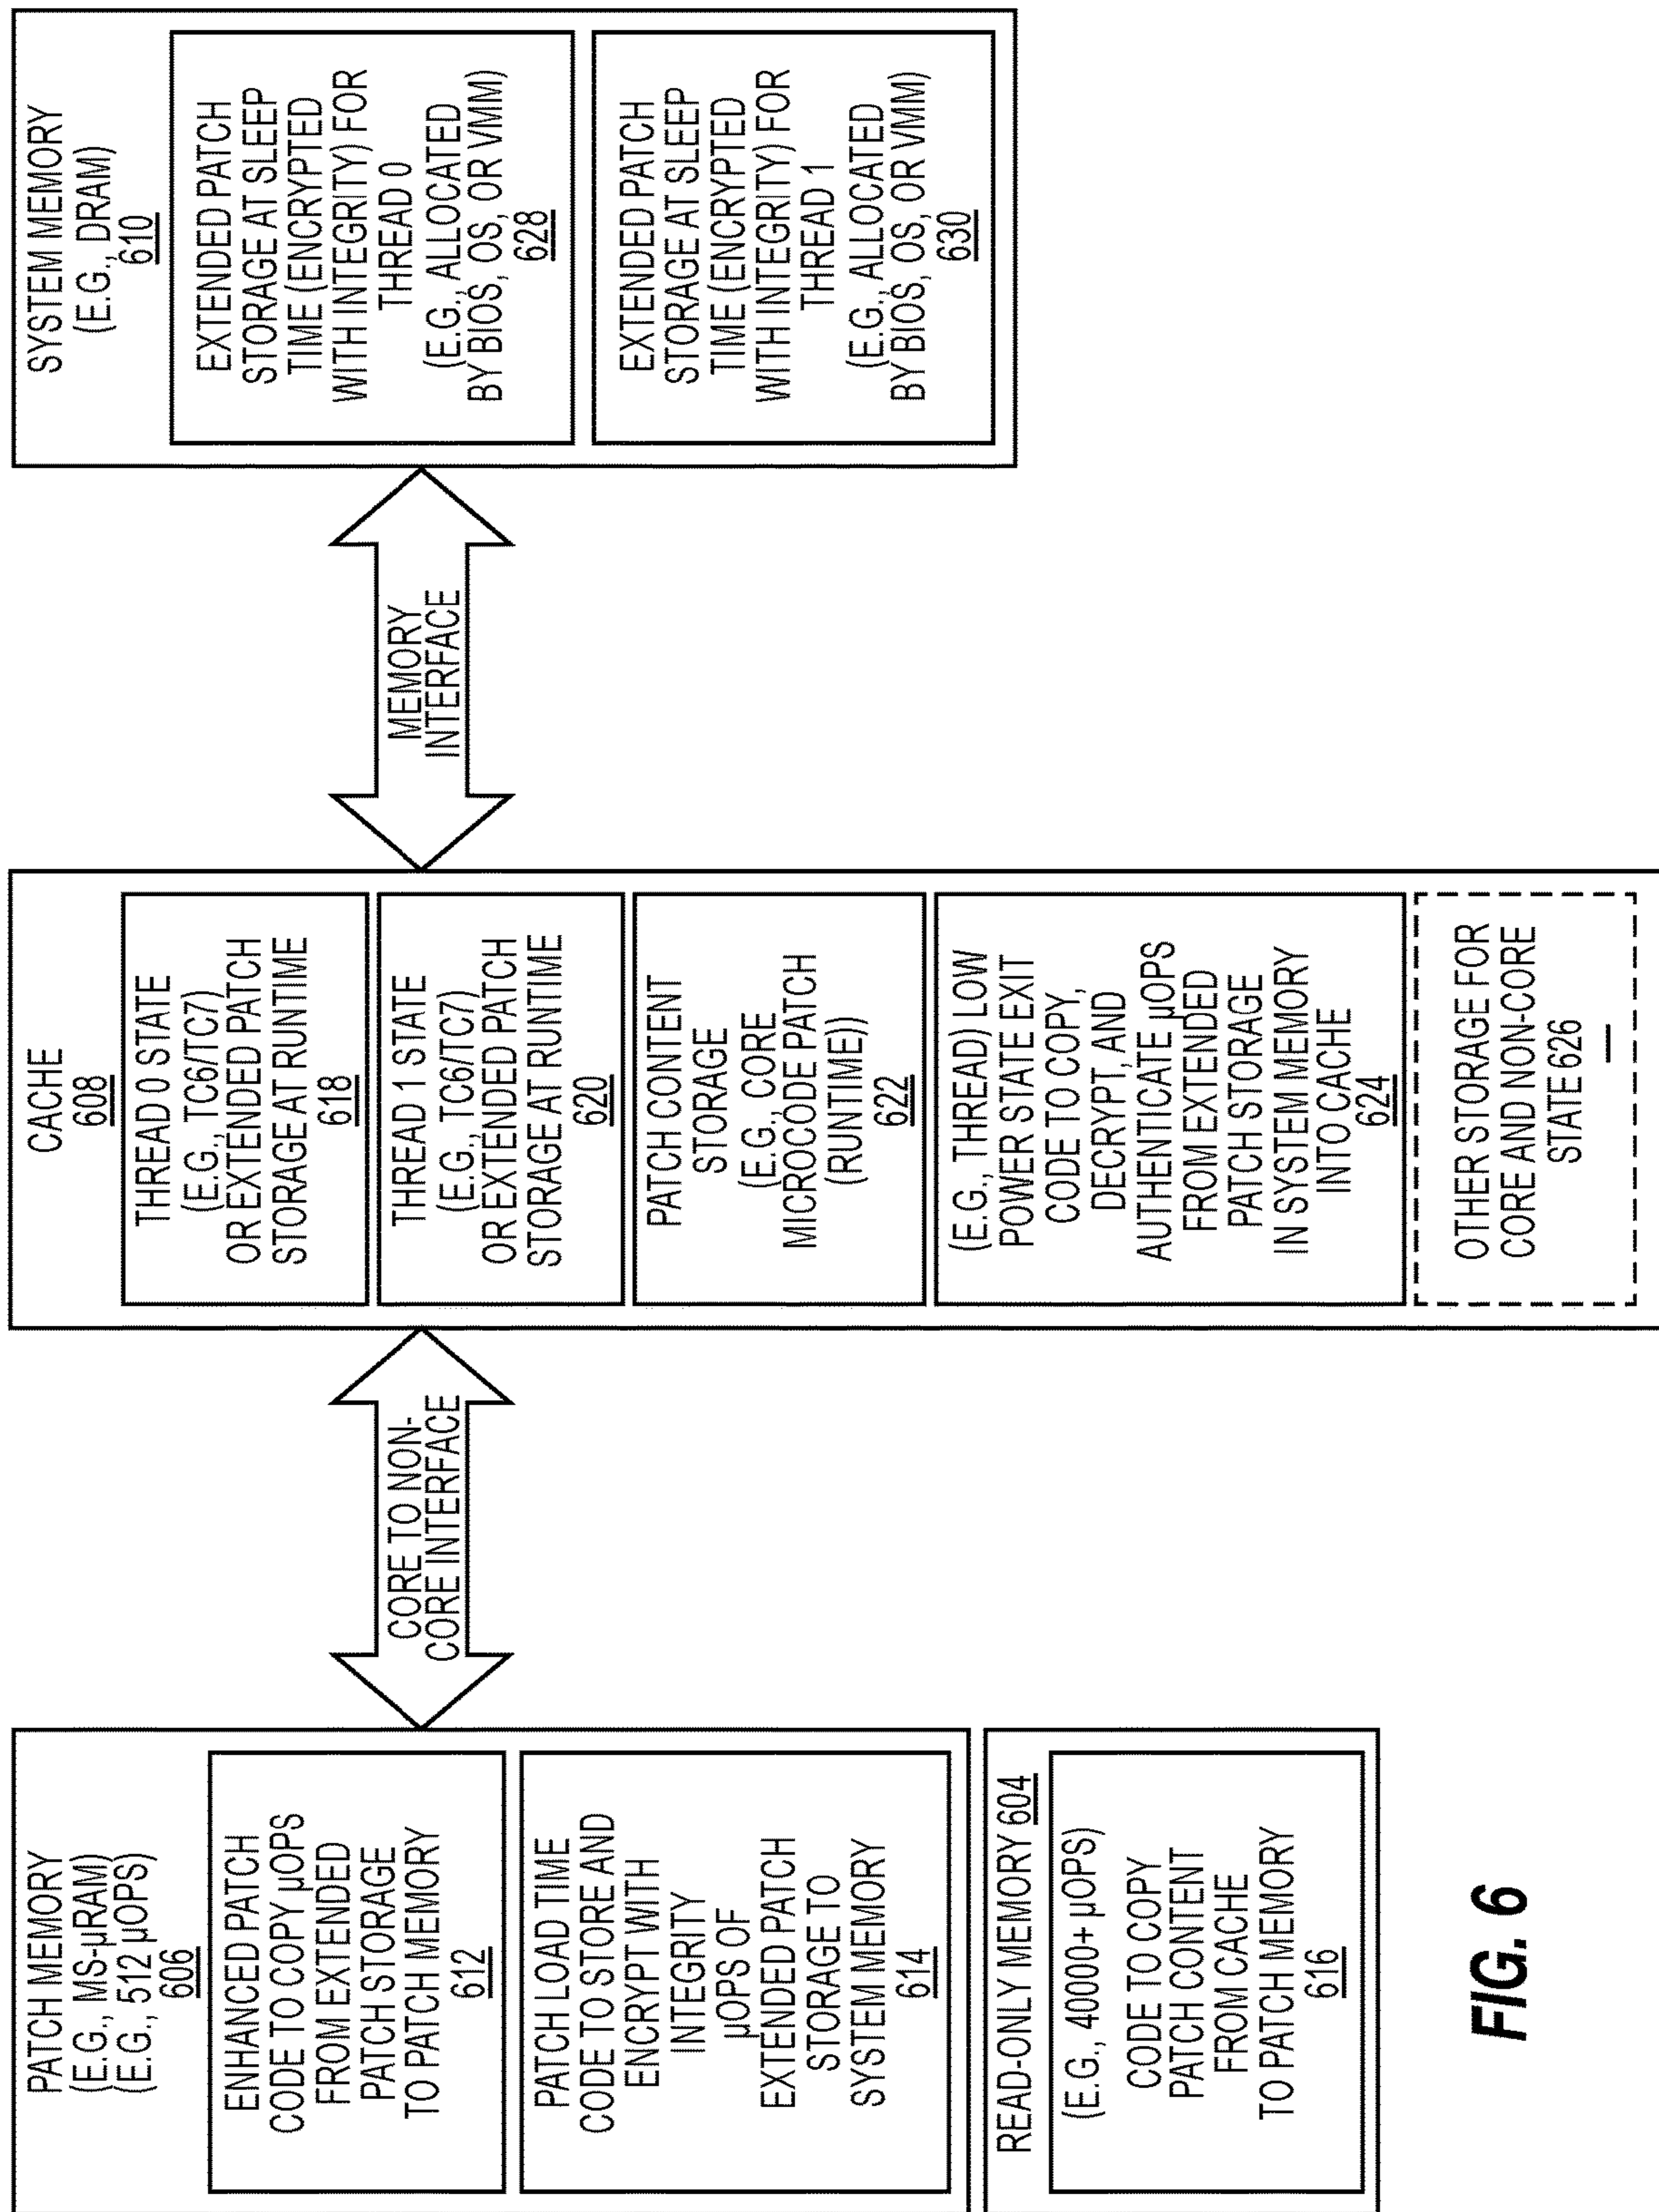 PATCH MEMORY
(E.G., MS-μRAM)
(E.G., 512 μOPS)
606
ENHANCED PATCH
CODE TO COPY μOPS
FROM EXTENDED
PATCH STORAGE
TO PATCH MEMORY
612
PATCH LOAD TIME
CODE TO STORE AND
ENCRYPT WITH
INTEGRITY
μOPS OF
EXTENDED PATCH
STORAGE TO
SYSTEM MEMORY
614
READ-ONLY MEMORY 604
(E.G., 40000+ μOPS)
CODE TO COPY
PATCH CONTENT
FROM CACHE
TO PATCH MEMORY
616
CORE TO NON-
CORE INTERFACE
CACHE
608
THREAD 0 STATE
(E.G., TC6/TC7)
OR EXTENDED PATCH
STORAGE AT RUNTIME
618
THREAD 1 STATE
(E.G., TC6/TC7)
OR EXTENDED PATCH
STORAGE AT RUNTIME
620
PATCH CONTENT
STORAGE
(E.G., CORE
MICROCODE PATCH
(RUNTIME))
622
(E.G., THREAD) LOW
POWER STATE EXIT
CODE TO COPY,
DECRYPT, AND
AUTHENTICATE μOPS
FROM EXTENDED
PATCH STORAGE
IN SYSTEM MEMORY
INTO CACHE
624
OTHER STORAGE FOR
CORE AND NON-CORE
STATE 626
MEMORY
INTERFACE
SYSTEM MEMORY
(E.G., DRAM)
610
EXTENDED PATCH
STORAGE AT SLEEP
TIME (ENCRYPTED
WITH INTEGRITY) FOR
THREAD 0
(E.G., ALLOCATED
BY BIOS, OS, OR VMM)
628
EXTENDED PATCH
STORAGE AT SLEEP
TIME (ENCRYPTED
WITH INTEGRITY) FOR
THREAD 1
(E.G., ALLOCATED
BY BIOS, OS, OR VMM)
630
FIG. 6